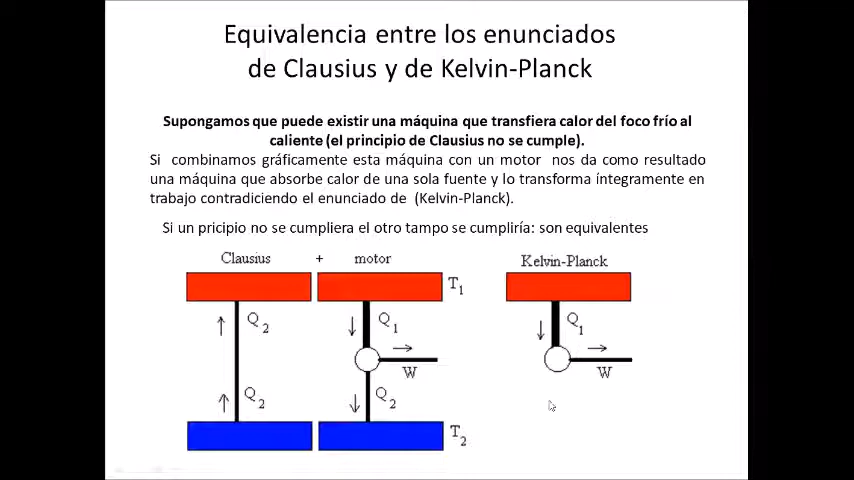 Equivalencia entre los enunciados
de Clausius y de Kelvin-Planck
Supongamos que puede existir una máquina que transfiera calor del foco frío al
caliente (el principio de Clausius no se cumple).
Si combinamos gráficamente esta máquina con un motor nos da como resultado
una máquina que absorbe calor de una sola fuente y lo transforma íntegramente en
trabajo contradiciendo el enunciado de (Kelvin-Planck).
Si un pricipio no se cumpliera el otro tampo se cumpliría: son equivalentes
Clausius + motor Kelvin-Planck
T1
Q2 Q1 Q1
W W
Q2 Q2
T2